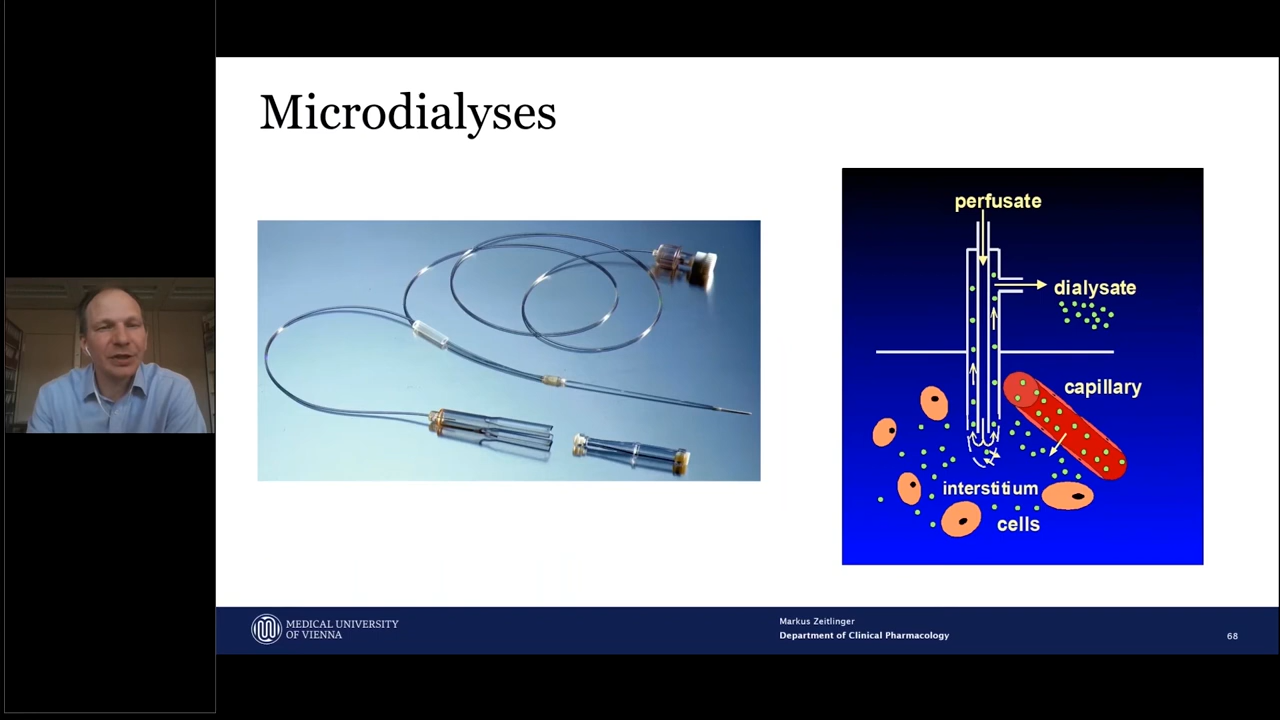 Microdialyses
perfusate
dialysate
capillary
interstitium
cells
MEDICAL UNIVERSITY
OF VIENNA
Markus Zeitlinger
Department of Clinical Pharmacology
68